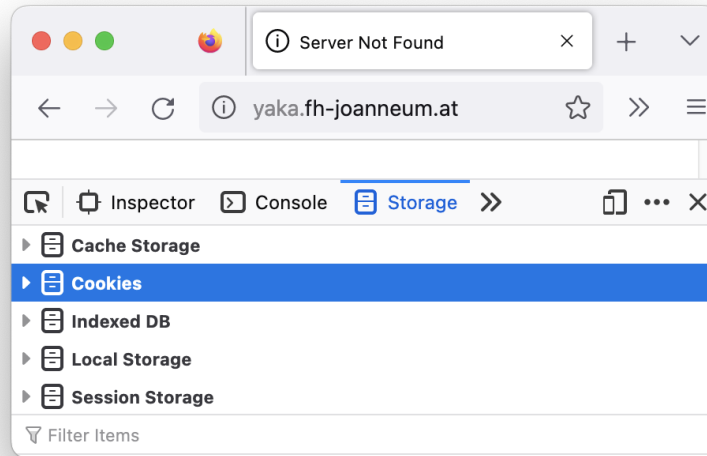 Server Not Found
yaka.fh-joanneum.at
Inspector Console Storage
Cache Storage
Cookies
Indexed DB
Local Storage
Session Storage
Filter Items